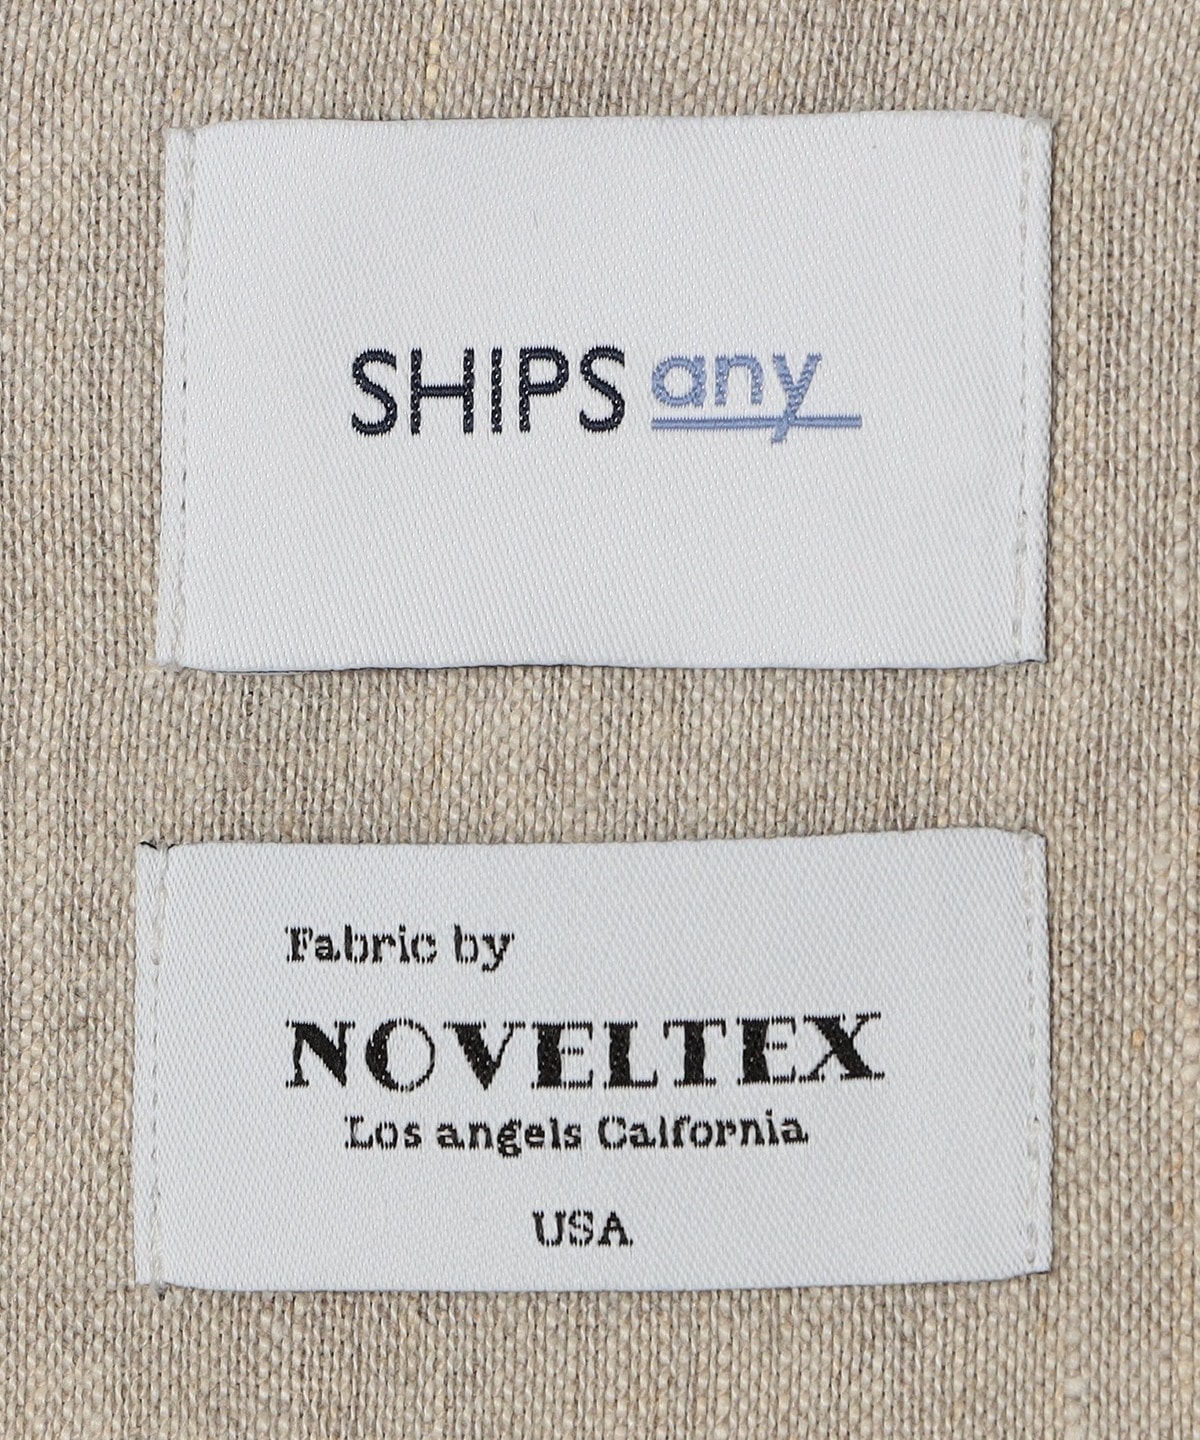 SHIPS any
Fabric by
NOVELTEX
Los angels Calfornia
USA